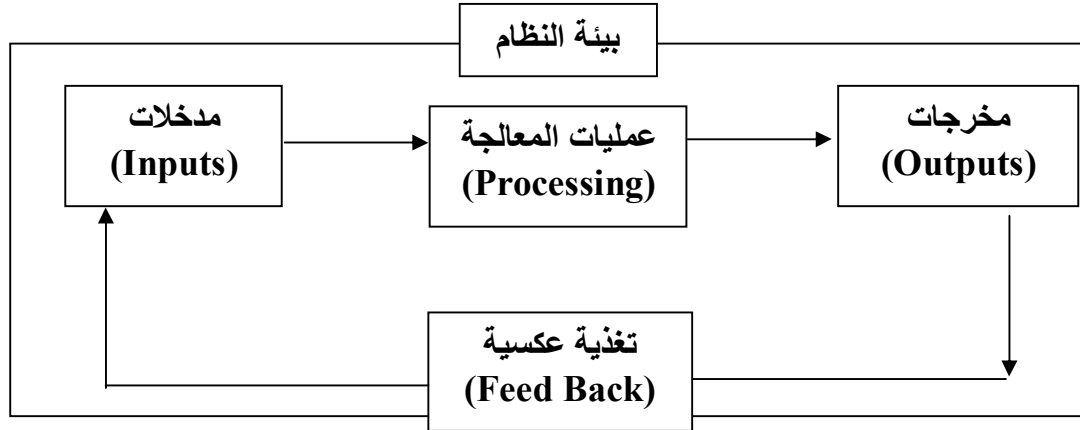 بيئة النظام
مدخلات
(Inputs)
عمليات المعالجة
(Processing)
مخرجات
(Outputs)
تغذية عكسية
(Feed Back)